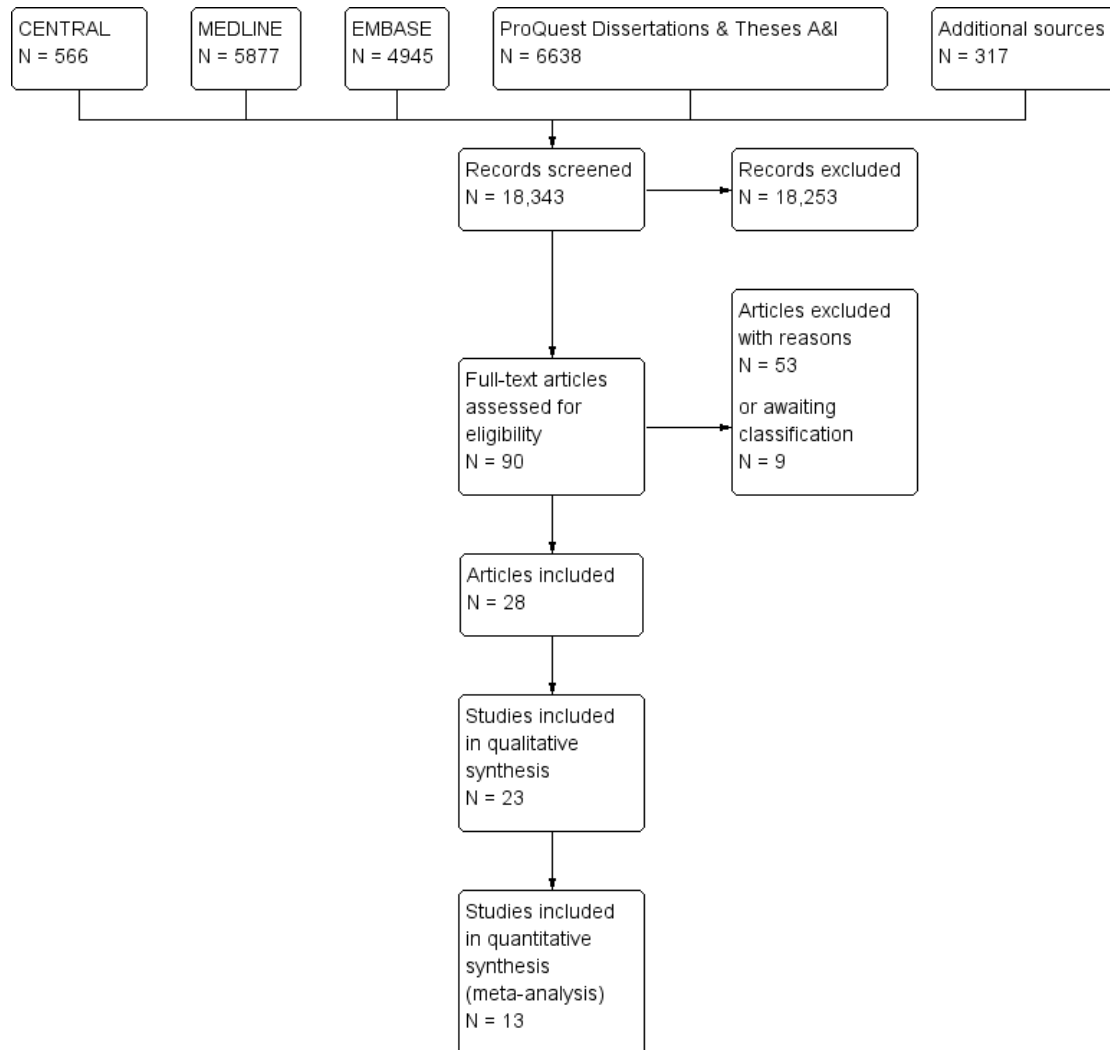 CENTRAL
N = 566
MEDLINE
N = 5877
EMBASE
N = 4945
ProQuest Dissertations & Theses A&I
N = 6638
Additional sources
N = 317
Records screened
N = 18,343
Records excluded
N = 18,253
Full-text articles
assessed for
eligibility
N = 90
Articles excluded
with reasons
N = 53
or awaiting
classification
N = 9
Articles included
N = 28
Studies included
in qualitative
synthesis
N = 23
Studies included
in quantitative
synthesis
(meta-analysis)
N = 13